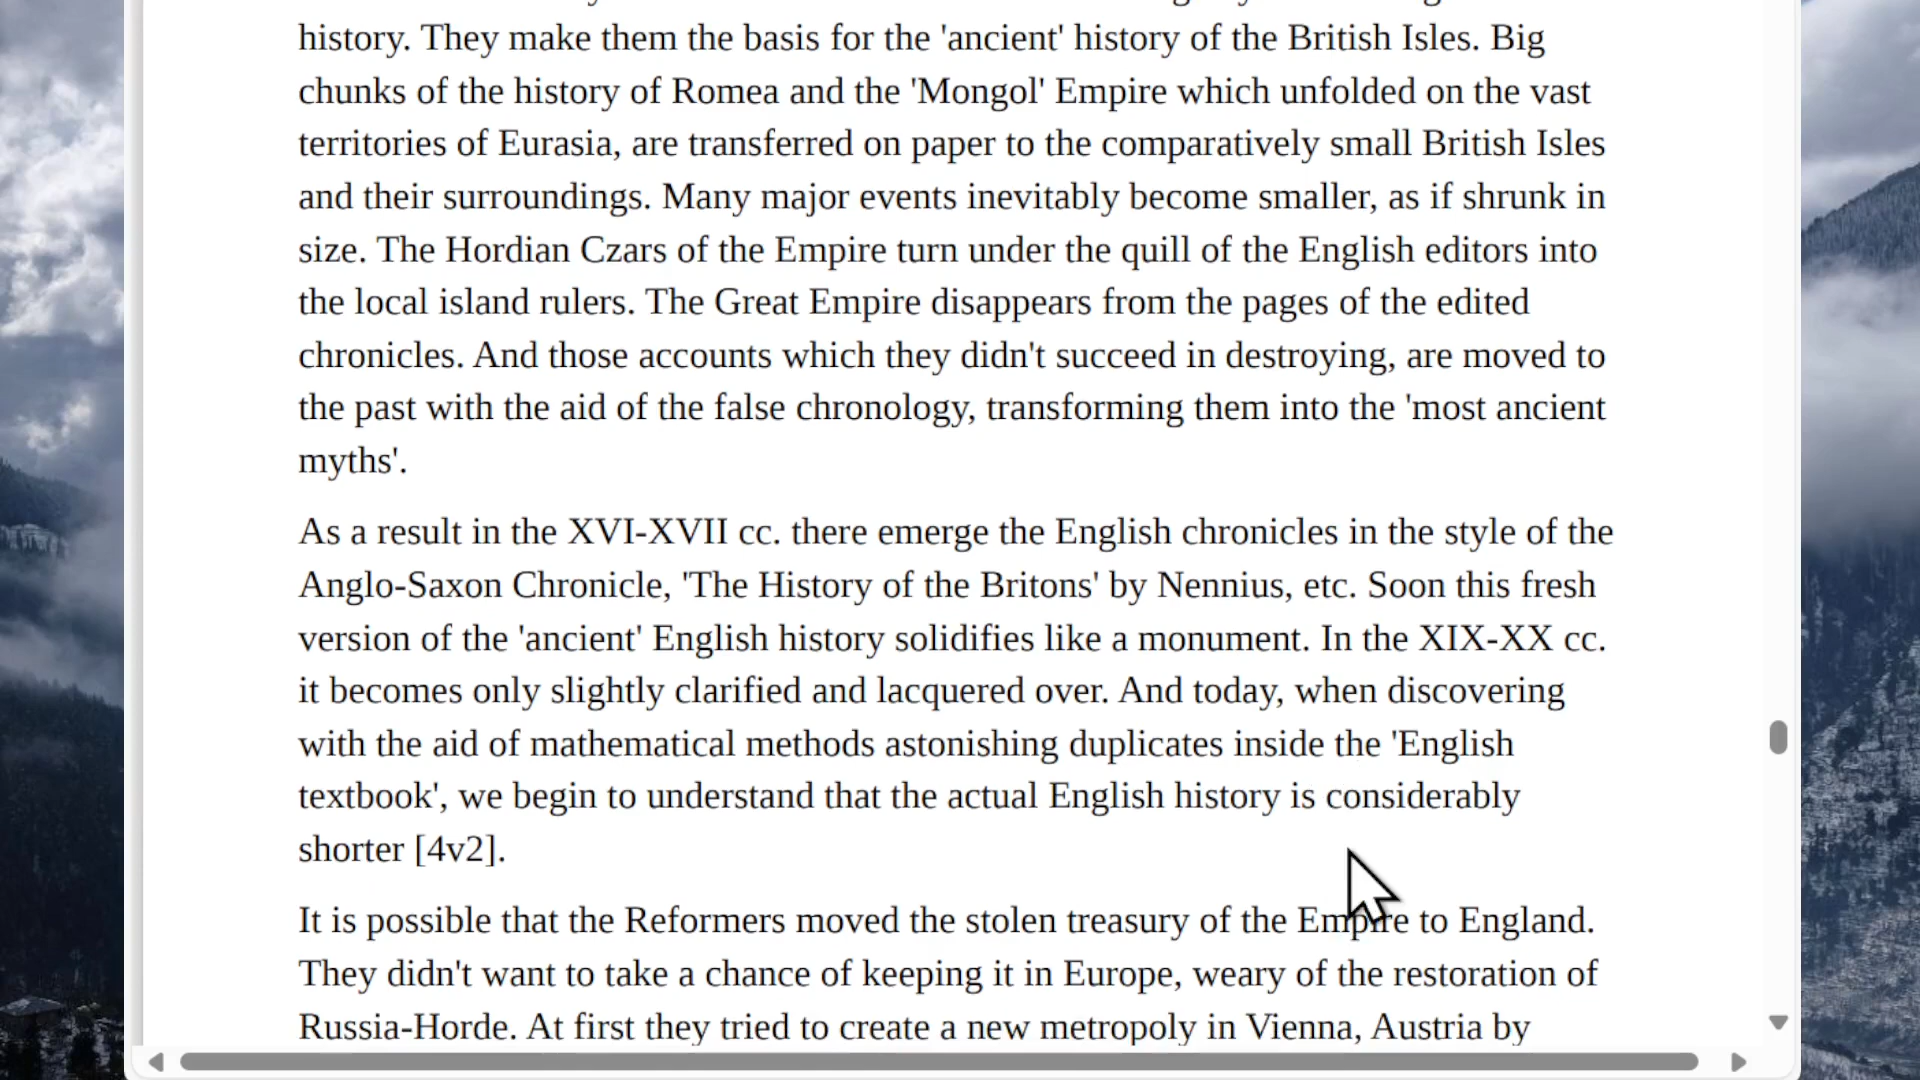 history. They make them the basis for the 'ancient' history of the British Isles. Big
chunks of the history of Romea and the 'Mongol' Empire which unfolded on the vast
territories of Eurasia, are transferred on paper to the comparatively small British Isles
and their surroundings. Many major events inevitably become smaller, as if shrunk in
size. The Hordian Czars of the Empire turn under the quill of the English editors into
the local island rulers. The Great Empire disappears from the pages of the edited
chronicles. And those accounts which they didn't succeed in destroying, are moved to
the past with the aid of the false chronology, transforming them into the 'most ancient
myths'.
As a result in the XVI-XVII cc. there emerge the English chronicles in the style of the
Anglo-Saxon Chronicle, 'The History of the Britons' by Nennius, etc. Soon this fresh
version of the 'ancient' English history solidifies like a monument. In the XIX-XX cc.
it becomes only slightly clarified and lacquered over. And today, when discovering
with the aid of mathematical methods astonishing duplicates inside the 'English
textbook', we begin to understand that the actual English history is considerably
shorter [4v2].
It is possible that the Reformers moved the stolen treasury of the Empire to England.
They didn't want to take a chance of keeping it in Europe, weary of the restoration of
Russia-Horde. At first they tried to create a new metropoly in Vienna, Austria by